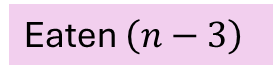 Eaten (𝑛 − 3)